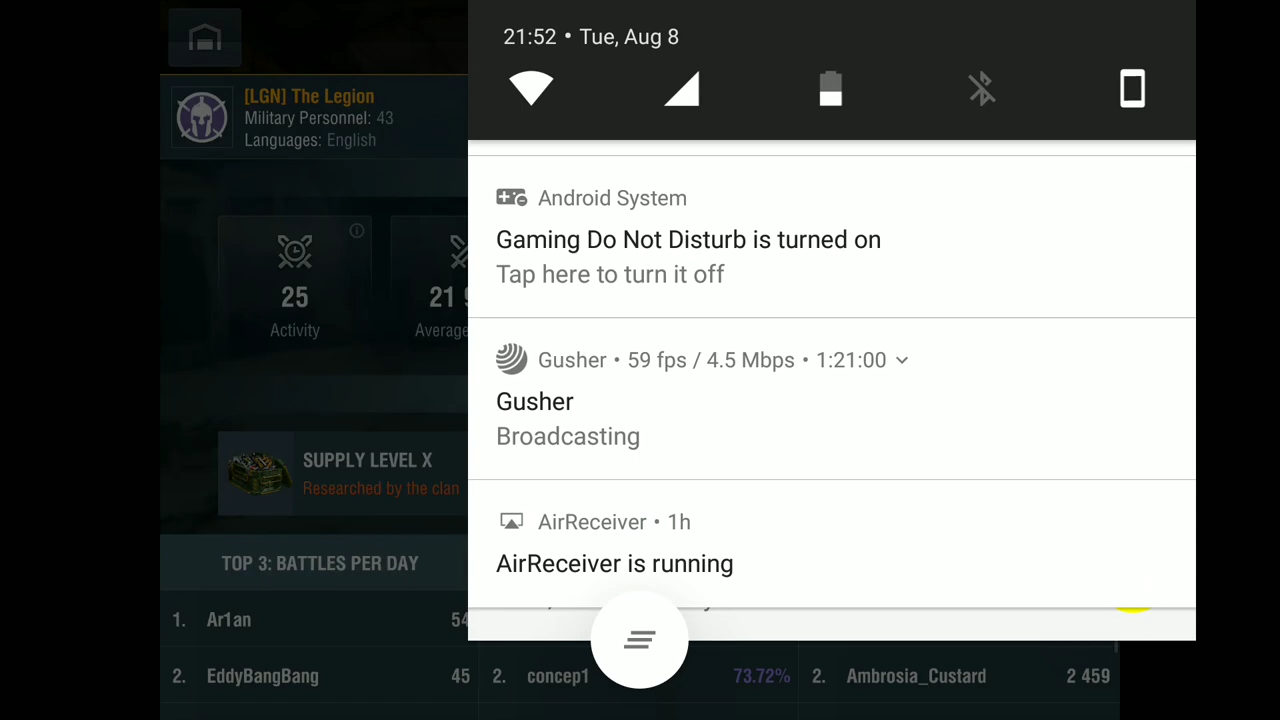 21:52 • Tue, Aug 8
[LGN] The Legion
Military Personnel: 43
Languages: English
Android System
Gaming Do Not Disturb is turned on
Tap here to turn it off
25
21
Activity
Average
Gusher • 59 fps / 4.5 Mbps • 1:21:00
Gusher
Broadcasting
SUPPLY LEVEL X
Researched by the clan
AirReceiver • 1h
AirReceiver is running
TOP 3: BATTLES PER DAY
1. Ar1an 54
2. EddyBangBang 45
2. concep1 73.72%
2. Ambrosia_Custard 2 459